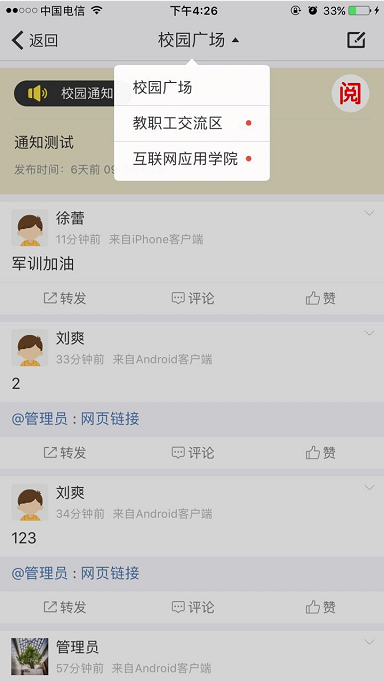 中国电信 下午4:26 33%
返回 校园广场
校园广场
教职工交流区
互联网应用学院
校园通知
阅
通知测试
发布时间：6天前 09
徐蕾
11分钟前 来自iPhone客户端
军训加油
转发 评论 赞
刘爽
33分钟前 来自Android客户端
2
@管理员：网页链接
转发 评论 赞
刘爽
34分钟前 来自Android客户端
123
@管理员：网页链接
转发 评论 赞
管理员
57分钟前 来自Android客户端